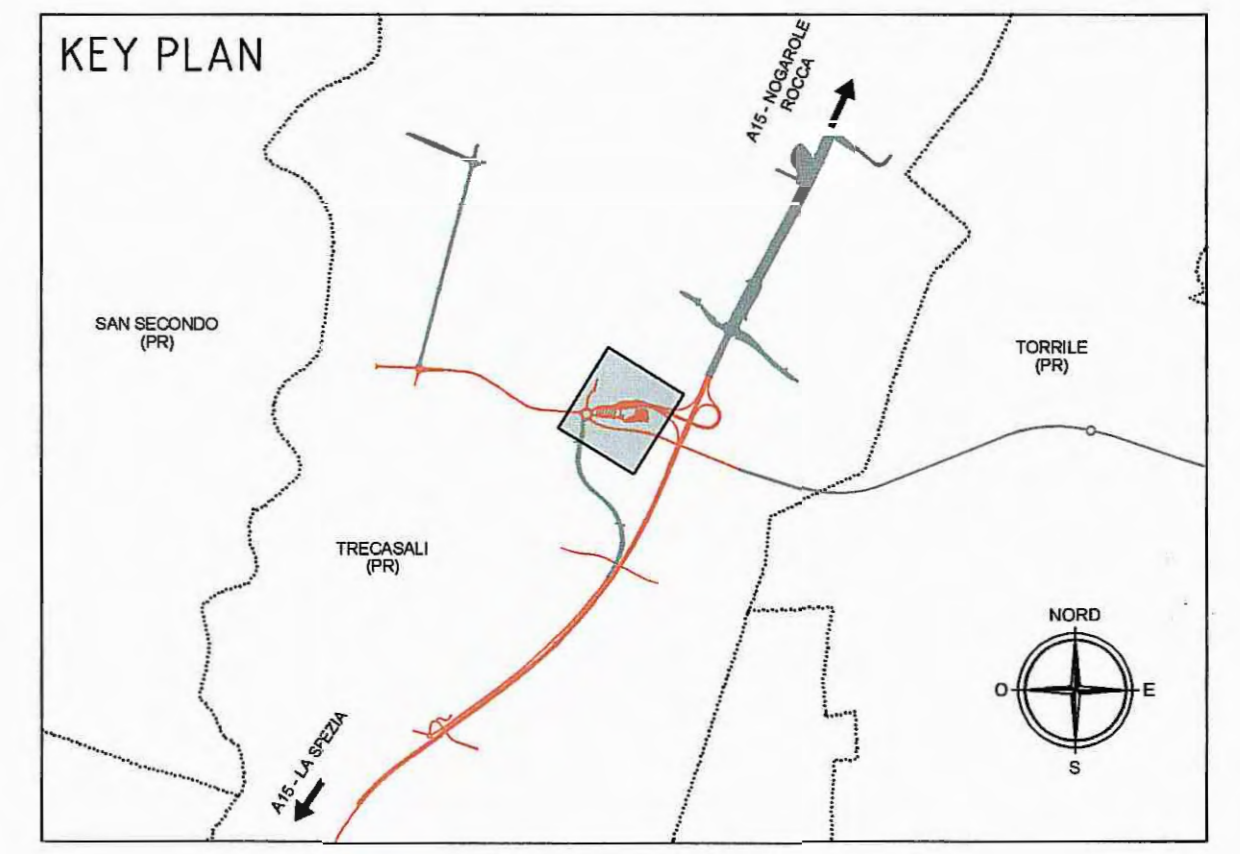 KEY PLAN
A15 - NOGAROLE
ROCCA
SAN SECONDO
(PR)
TORRILE
(PR)
TRECASALI
(PR)
NORD
O
E
S
A15 - LA SPEZIA